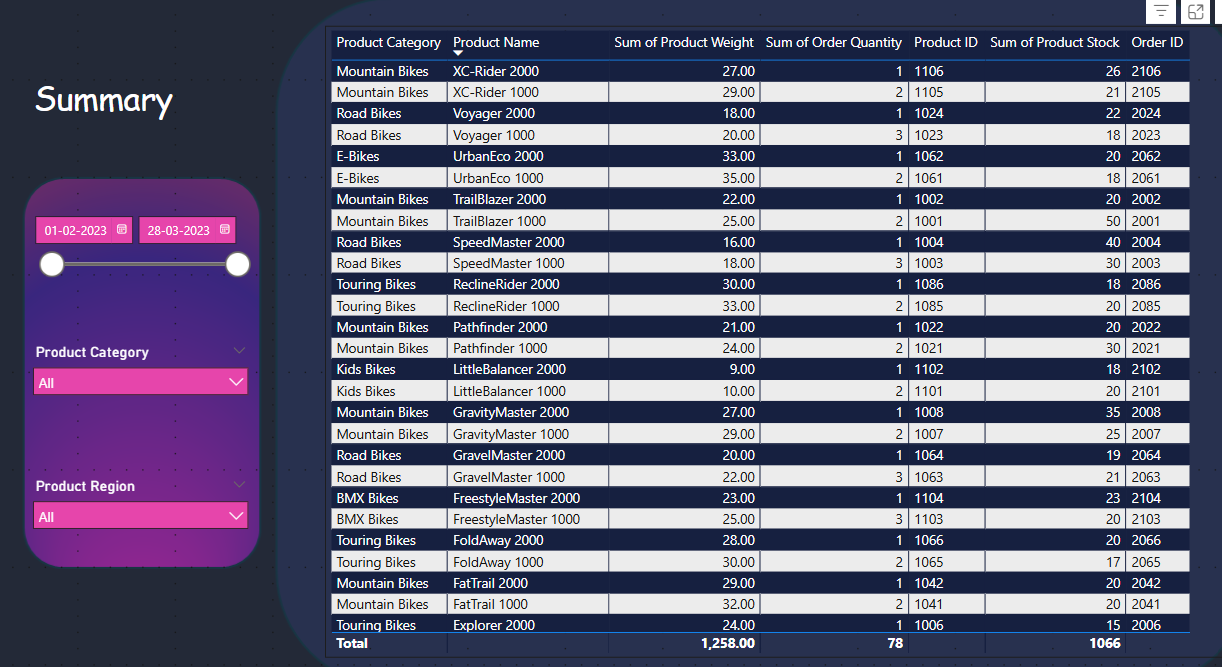 Product Category Product Name Sum of Product Weight Sum of Order Quantity Product ID Sum of Product Stock Order ID
Mountain Bikes XC-Rider 2000 27.00 1 1106 26 2106
Mountain Bikes XC-Rider 1000 29.00 2 1105 21 2105
Road Bikes Voyager 2000 18.00 1 1024 22 2024
Road Bikes Voyager 1000 20.00 3 1023 18 2023
E-Bikes UrbanEco 2000 33.00 1 1062 20 2062
E-Bikes UrbanEco 1000 35.00 2 1061 18 2061
Mountain Bikes TrailBlazer 2000 22.00 1 1002 20 2002
Mountain Bikes TrailBlazer 1000 25.00 2 1001 50 2001
Road Bikes SpeedMaster 2000 16.00 1 1004 40 2004
Road Bikes SpeedMaster 1000 18.00 3 1003 30 2003
Touring Bikes ReclineRider 2000 30.00 1 1086 18 2086
Touring Bikes ReclineRider 1000 33.00 2 1085 20 2085
Mountain Bikes Pathfinder 2000 21.00 1 1022 20 2022
Mountain Bikes Pathfinder 1000 24.00 2 1021 30 2021
Kids Bikes LittleBalancer 2000 9.00 1 1102 18 2102
Kids Bikes LittleBalancer 1000 10.00 2 1101 20 2101
Mountain Bikes GravityMaster 2000 27.00 1 1008 35 2008
Mountain Bikes GravityMaster 1000 29.00 2 1007 25 2007
Road Bikes GravelMaster 2000 20.00 1 1064 19 2064
Road Bikes GravelMaster 1000 22.00 3 1063 21 2063
BMX Bikes FreestyleMaster 2000 23.00 1 1104 23 2104
BMX Bikes FreestyleMaster 1000 25.00 3 1103 20 2103
Touring Bikes FoldAway 2000 28.00 1 1066 20 2066
Touring Bikes FoldAway 1000 30.00 2 1065 17 2065
Mountain Bikes FatTrail 2000 29.00 1 1042 20 2042
Mountain Bikes FatTrail 1000 32.00 2 1041 20 2041
Touring Bikes Explorer 2000 24.00 1 1006 15 2006
Total 1,258.00 78 1066
Summary
01-02-2023 28-03-2023
Product Category
All
Product Region
All